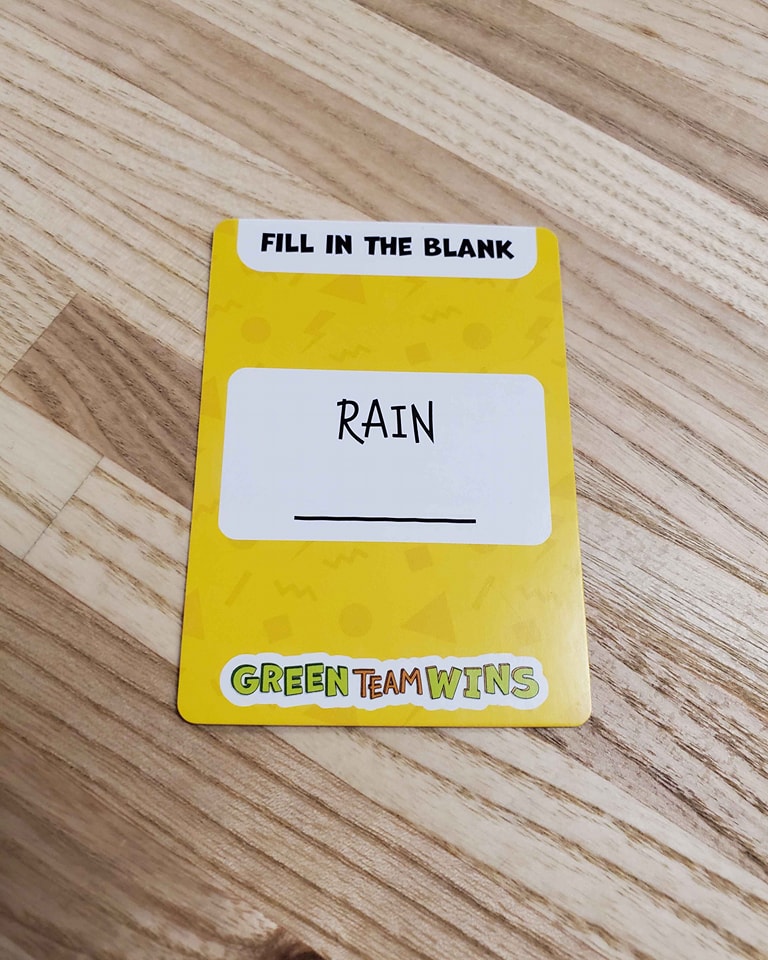 FILL IN THE BLANK
RAIN
GREEN TEAM WINS